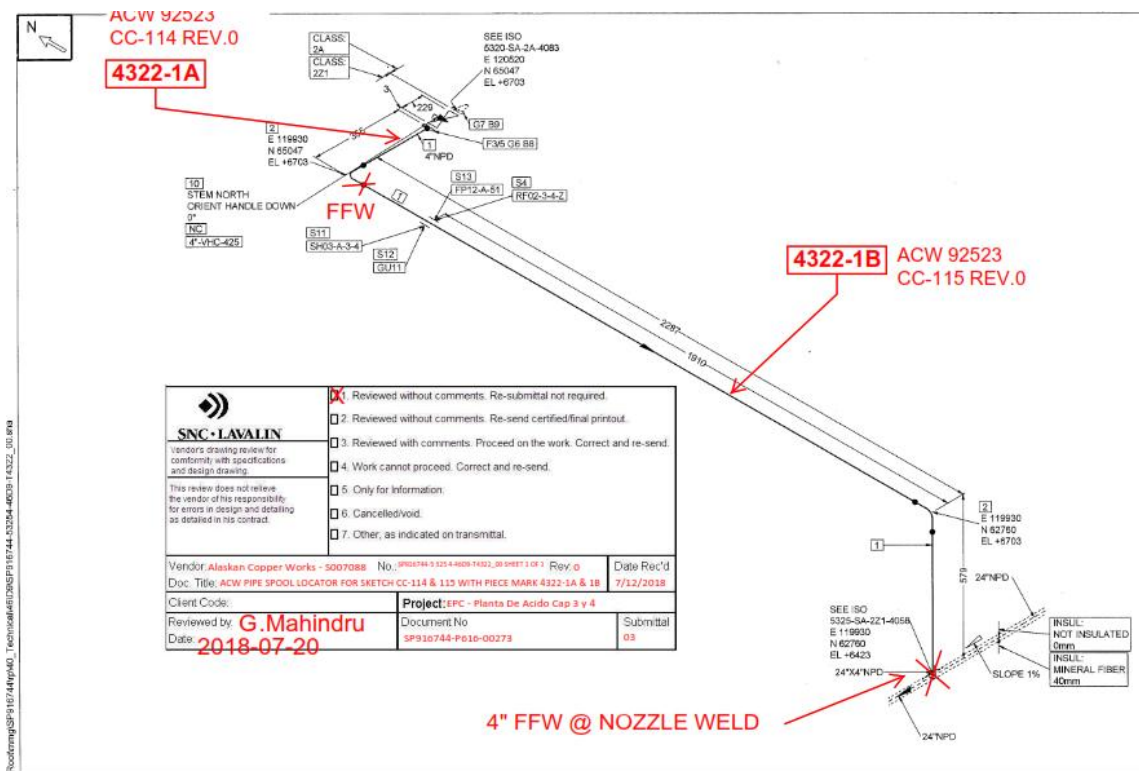 N
ACW 92523
CC-114 REV.0
4322-1A
CLASS:
2A
CLASS:
2Z1
SEE ISO
5320-SA-2A-4083
E 120520
N 65047
EL +6703
3
229
G7 B9
F3/5 G6 B8
1
4"NPD
2
E 119930
N 65047
EL +6703
10
STEM NORTH
ORIENT HANDLE DOWN
0°
NC
4"-VHC-425
FFW
1
S13
FP12-A-51
S4
RF02-3-4-Z
S11
SH03-A-3-4
S12
GU11
4322-1B
ACW 92523
CC-115 REV.0
2287
1910
SNC•LAVALIN
Vendor's drawing review for
conformity with specifications
and design drawing.
This review does not relieve
the vendor of his responsibility
for errors in design and detailing
as detailed in his contract.
1. Reviewed without comments. Re-submittal not required.
2. Reviewed without comments. Re-send certified/final printout.
3. Reviewed with comments. Proceed on the work. Correct and re-send.
4. Work cannot proceed. Correct and re-send.
5. Only for Information.
6. Cancelled/void.
7. Other, as indicated on transmittal.
Vendor: Alaskan Copper Works - S007088 No.: Rev: 0 Date Rec'd
Doc. Title: ACW PIPE SPOOL LOCATOR FOR SKETCH CC-114 & 115 WITH PIECE MARK 4322-1A & 1B 7/12/2018
Client Code: Project: EPC - Planta De Acido Cap 3 y 4
Reviewed by: G.Mahindru
Date: 2018-07-20
Document No
SP916744-P616-00273
Submittal
03
2
E 119930
N 62760
EL +6703
1
579
24"NPD
SEE ISO
5325-SA-2Z1-4058
E 119930
N 62760
EL +6423
24"X4"NPD
SLOPE 1%
INSUL:
NOT INSULATED
0mm
INSUL:
MINERAL FIBER
40mm
4" FFW @ NOZZLE WELD
24"NPD